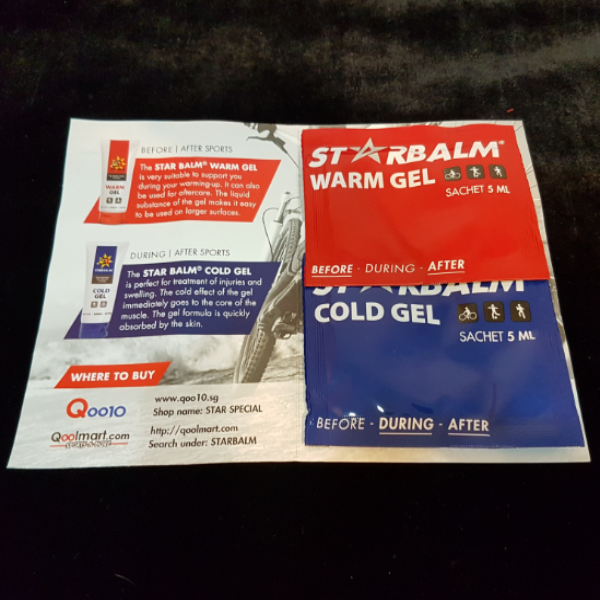 BEFORE | AFTER SPORTS
The STAR BALM® WARM GEL
is very suitable to support you
during your warming-up. It can also
be used for aftercare. The liquid
substance of the gel makes it easy
to be used on larger surfaces.
WARM
GEL
DURING | AFTER SPORTS
The STAR BALM® COLD GEL
is perfect for treatment of injuries and
swelling. The cold effect of the gel
immediately goes to the core of the
muscle. The gel formula is quickly
absorbed by the skin.
COLD
GEL
WHERE TO BUY
Qoo10
www.qoo10.sg
Shop name: STAR SPECIAL
Qoolmart.com
http://qoolmart.com
Search under: STARBALM
STARBALM®
WARM GEL
SACHET 5 ML
BEFORE · DURING · AFTER
STARBALM
COLD GEL
SACHET 5 ML
BEFORE · DURING · AFTER